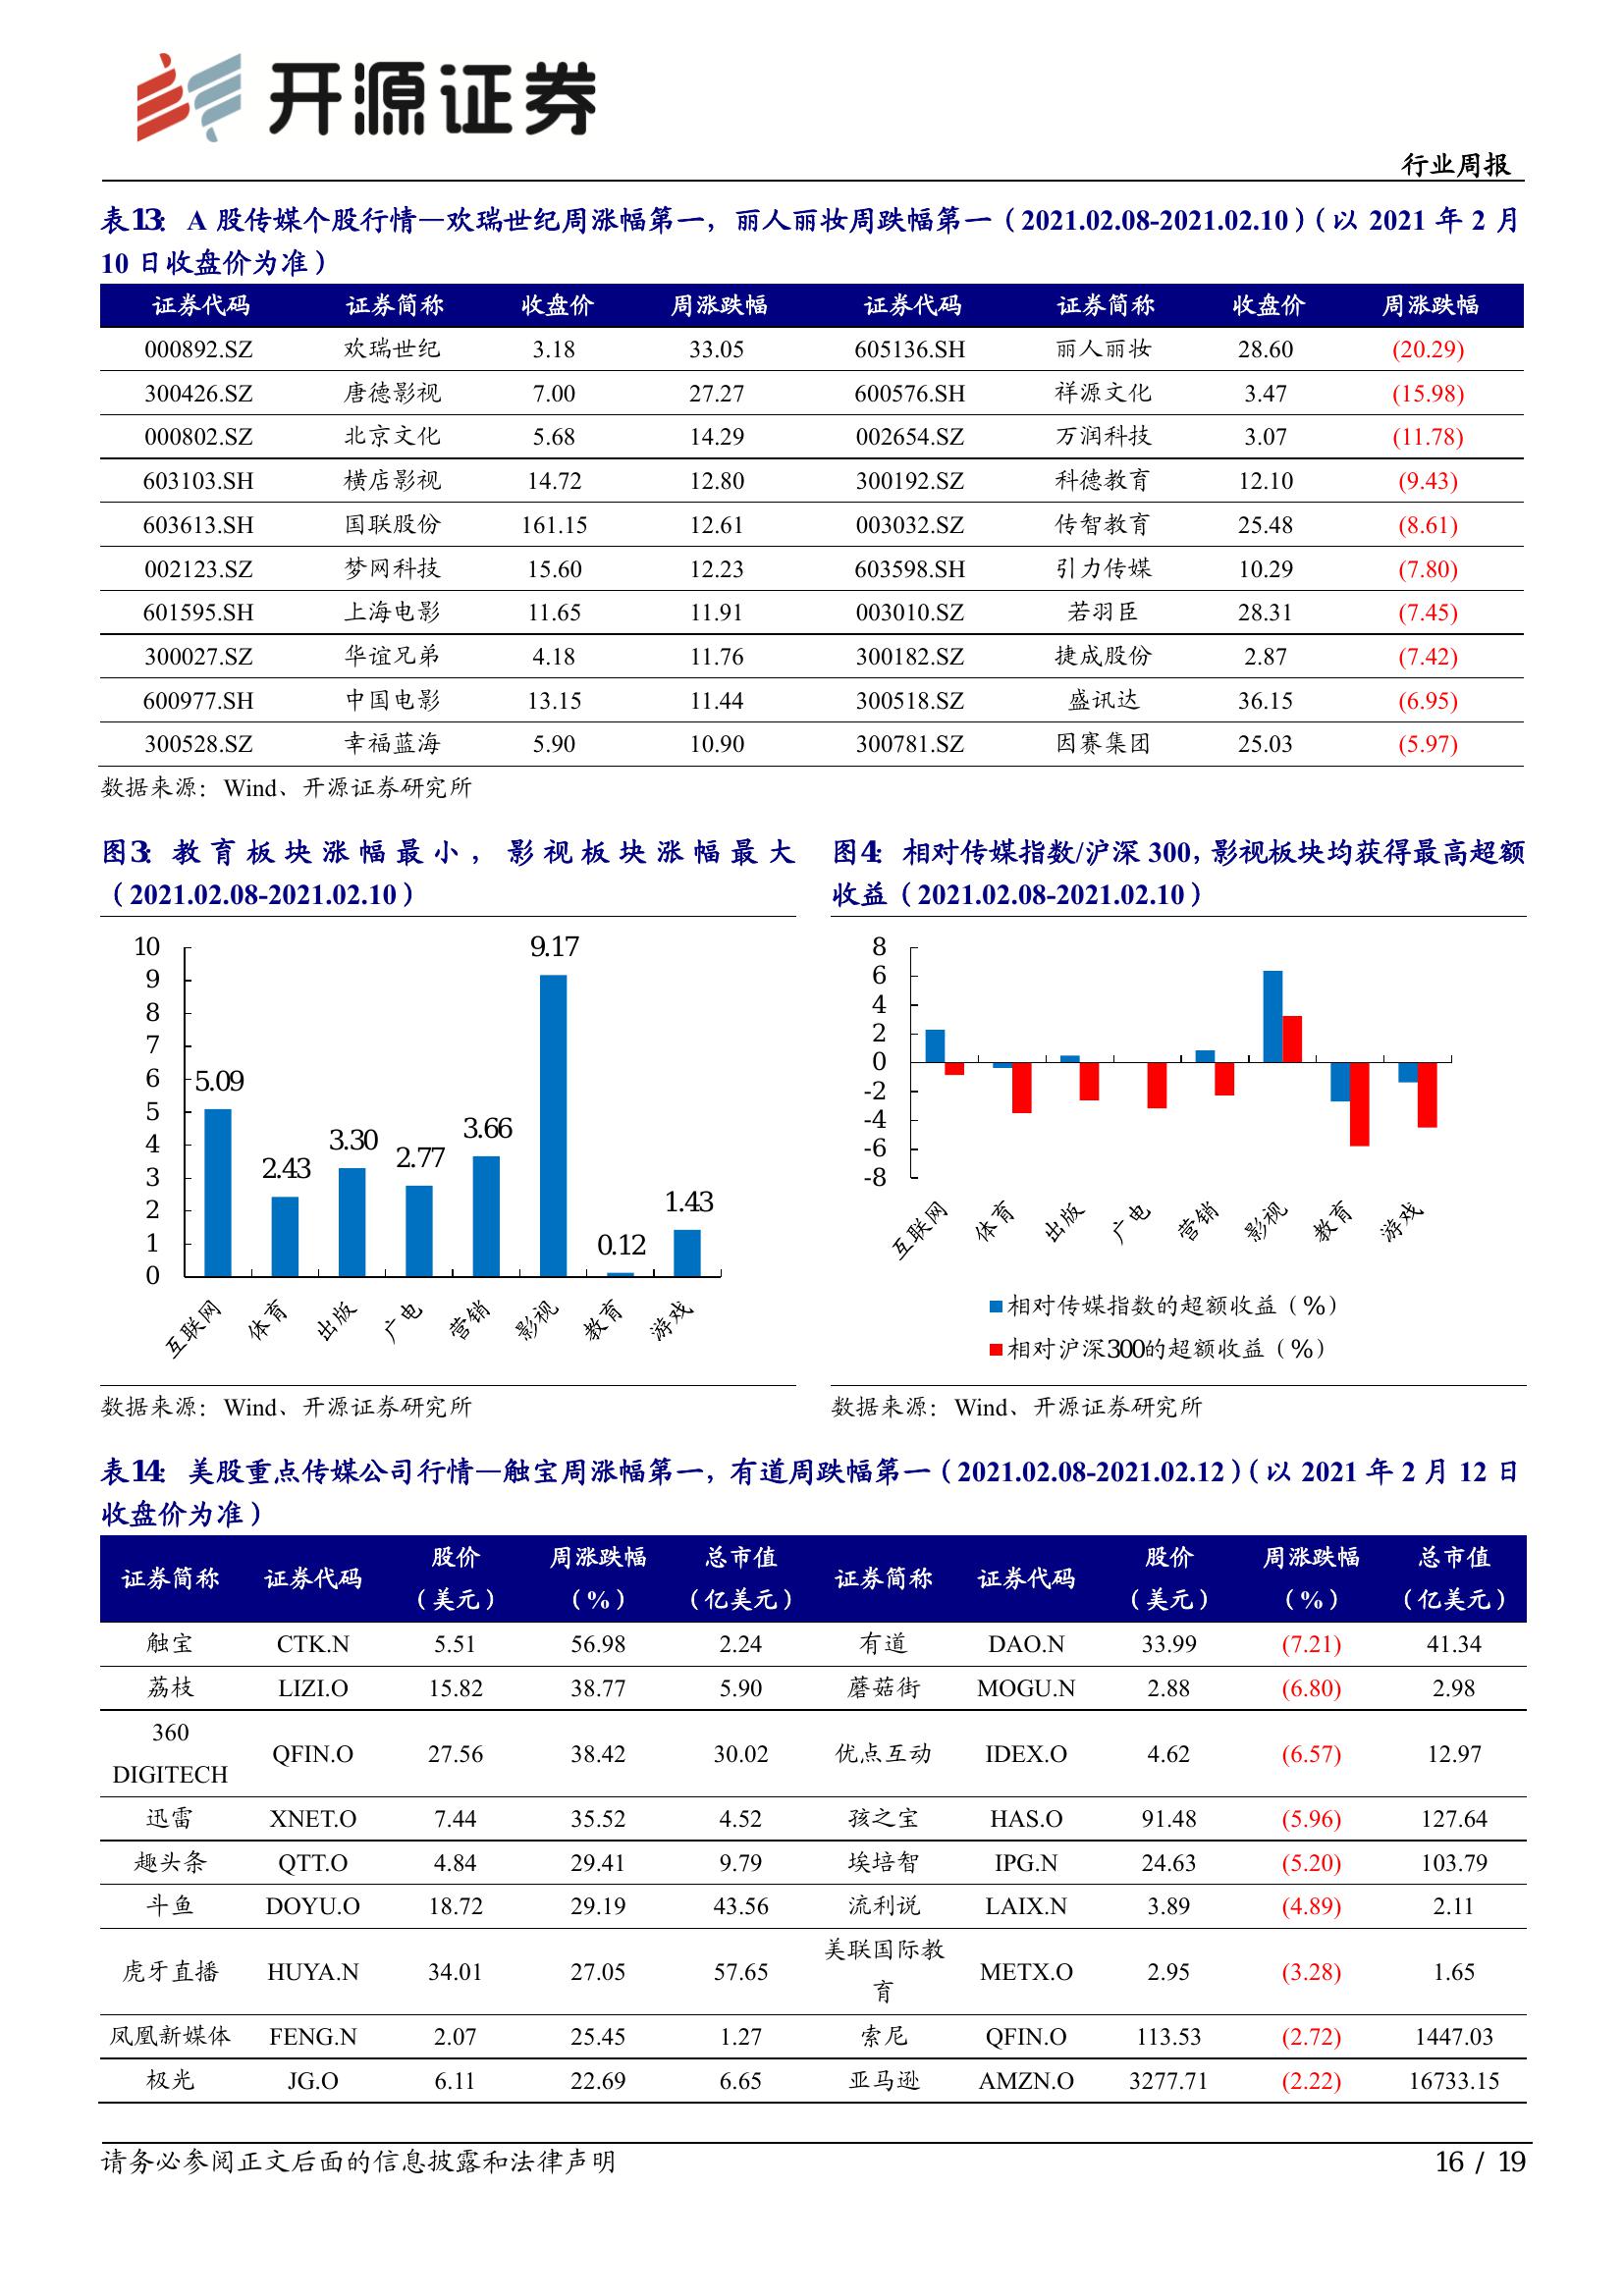 开源证券
行业周报
表13： A 股传媒个股行情—欢瑞世纪周涨幅第一，丽人丽妆周跌幅第一（2021.02.08-2021.02.10）（以 2021 年 2 月
10 日收盘价为准）
证券代码 证券简称 收盘价 周涨跌幅 证券代码 证券简称 收盘价 周涨跌幅
000892.SZ 欢瑞世纪 3.18 33.05 605136.SH 丽人丽妆 28.60 (20.29)
300426.SZ 唐德影视 7.00 27.27 600576.SH 祥源文化 3.47 (15.98)
000802.SZ 北京文化 5.68 14.29 002654.SZ 万润科技 3.07 (11.78)
603103.SH 横店影视 14.72 12.80 300192.SZ 科德教育 12.10 (9.43)
603613.SH 国联股份 161.15 12.61 003032.SZ 传智教育 25.48 (8.61)
002123.SZ 梦网科技 15.60 12.23 603598.SH 引力传媒 10.29 (7.80)
601595.SH 上海电影 11.65 11.91 003010.SZ 若羽臣 28.31 (7.45)
300027.SZ 华谊兄弟 4.18 11.76 300182.SZ 捷成股份 2.87 (7.42)
600977.SH 中国电影 13.15 11.44 300518.SZ 盛讯达 36.15 (6.95)
300528.SZ 幸福蓝海 5.90 10.90 300781.SZ 因赛集团 25.03 (5.97)
数据来源：Wind、开源证券研究所
图3：教育板块涨幅最小，影视板块涨幅最大
（2021.02.08-2021.02.10）
10
9
8
7
6
5
4
3
2
1
0
5.09
2.43
3.30
2.77
3.66
9.17
0.12
1.43
互联网
体育
出版
广电
营销
影视
教育
游戏
数据来源：Wind、开源证券研究所
图4： 相对传媒指数/沪深 300，影视板块均获得最高超额
收益（2021.02.08-2021.02.10）
8
6
4
2
0
-2
-4
-6
-8
互联网
体育
出版
广电
营销
影视
教育
游戏
相对传媒指数的超额收益（%）
相对沪深300的超额收益（%）
数据来源：Wind、开源证券研究所
表14： 美股重点传媒公司行情—触宝周涨幅第一，有道周跌幅第一（2021.02.08-2021.02.12）（以 2021 年 2 月 12 日
收盘价为准）
证券简称 证券代码 股价 周涨跌幅 总市值 证券简称 证券代码 股价 周涨跌幅 总市值
（美元） （%） （亿美元） （美元） （%） （亿美元）
触宝 CTK.N 5.51 56.98 2.24 有道 DAO.N 33.99 (7.21) 41.34
荔枝 LIZI.O 15.82 38.77 5.90 蘑菇街 MOGU.N 2.88 (6.80) 2.98
360
DIGITECH QFIN.O 27.56 38.42 30.02 优点互动 IDEX.O 4.62 (6.57) 12.97
迅雷 XNET.O 7.44 35.52 4.52 孩之宝 HAS.O 91.48 (5.96) 127.64
趣头条 QTT.O 4.84 29.41 9.79 埃培智 IPG.N 24.63 (5.20) 103.79
斗鱼 DOYU.O 18.72 29.19 43.56 流利说 LAIX.N 3.89 (4.89) 2.11
虎牙直播 HUYA.N 34.01 27.05 57.65 美联国际教
育 METX.O 2.95 (3.28) 1.65
凤凰新媒体 FENG.N 2.07 25.45 1.27 索尼 QFIN.O 113.53 (2.72) 1447.03
极光 JG.O 6.11 22.69 6.65 亚马逊 AMZN.O 3277.71 (2.22) 16733.15
请务必参阅正文后面的信息披露和法律声明
16 / 19